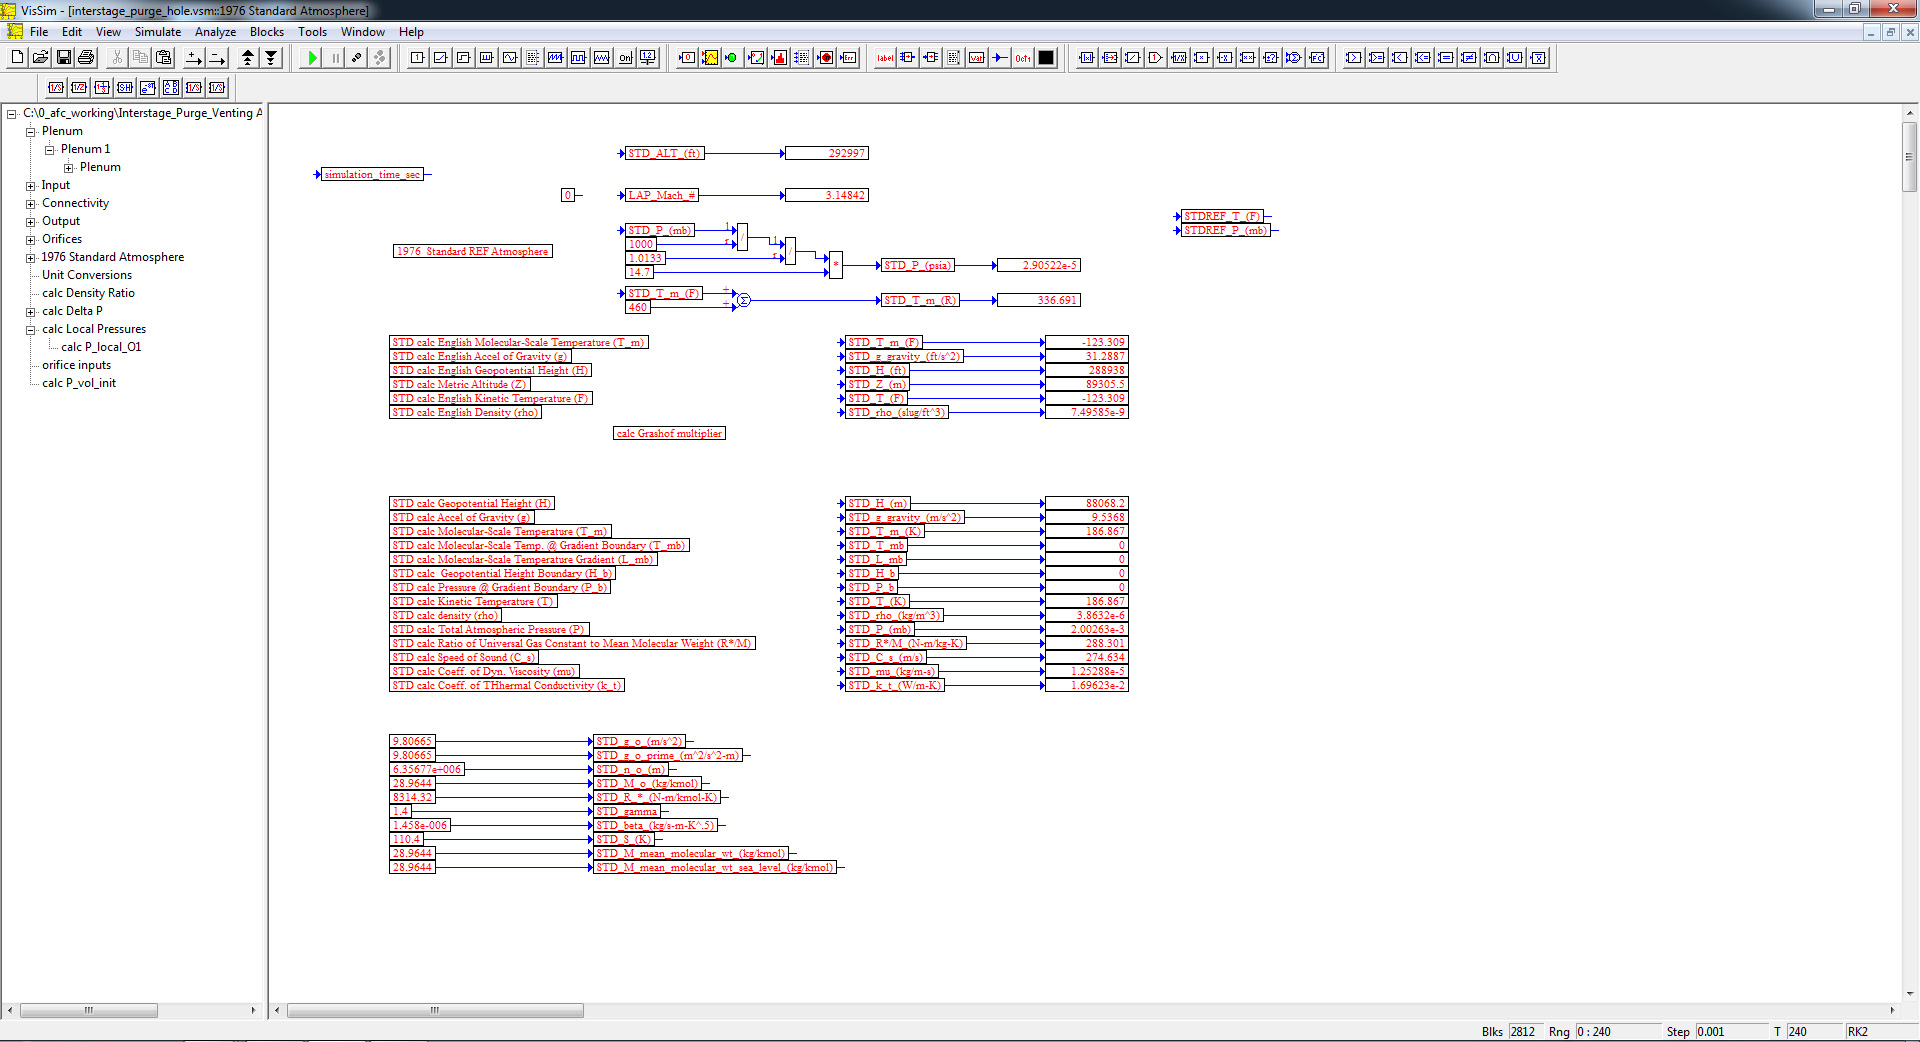 VisSim - [interstage_purge_hole.vsm::1976 Standard Atmosphere]
File Edit View Simulate Analyze Blocks Tools Window Help
C:\0_afc_working\Interstage_Purge_Venting A
Plenum
Plenum 1
Plenum
Input
Connectivity
Output
Orifices
1976 Standard Atmosphere
Unit Conversions
calc Density Ratio
calc Delta P
calc Local Pressures
calc P_local_O1
orifice inputs
calc P_vol_init
STD_ALT_(ft) 292997
simulation_time_sec
0 LAP_Mach_# 3.14842
STDREF_T_(F)
STDREF_P_(mb)
STD_P_(mb) l /
1000 r l /
1976 Standard REF Atmosphere
1.0133 r *
14.7 STD_P_(psia) 2.90522e-5
STD_T_m_(F) + Σ STD_T_m_(R) 336.691
460 +
STD calc English Molecular-Scale Temperature (T_m) STD_T_m_(F) -123.309
STD calc English Accel of Gravity (g) STD_g_gravity_(ft/s^2) 31.2887
STD calc English Geopotential Height (H) STD_H_(ft) 288938
STD calc Metric Altitude (Z) STD_Z_(m) 89305.5
STD calc English Kinetic Temperature (F) STD_T_(F) -123.309
STD calc English Density (rho) STD_rho_(slug/ft^3) 7.49585e-9
calc Grashof multiplier
STD calc Geopotential Height (H) STD_H_(m) 88068.2
STD calc Accel of Gravity (g) STD_g_gravity_(m/s^2) 9.5368
STD calc Molecular-Scale Temperature (T_m) STD_T_m_(K) 186.867
STD calc Molecular-Scale Temp. @ Gradient Boundary (T_mb) STD_T_mb 0
STD calc Molecular-Scale Temperature Gradient (L_mb) STD_L_mb 0
STD calc  Geopotential Height Boundary (H_b) STD_H_b 0
STD calc Pressure @ Gradient Boundary (P_b) STD_P_b 0
STD calc Kinetic Temperature (T) STD_T_(K) 186.867
STD calc density (rho) STD_rho_(kg/m^3) 3.8632e-6
STD calc Total Atmospheric Pressure (P) STD_P_(mb) 2.00263e-3
STD calc Ratio of Universal Gas Constant to Mean Molecular Weight (R*/M) STD_R*/M_(N-m/kg-K) 288.301
STD calc Speed of Sound (C_s) STD_C_s_(m/s) 274.634
STD calc Coeff. of Dyn. Viscosity (mu) STD_mu_(kg/m-s) 1.25288e-5
STD calc Coeff. of THhermal Conductivity (k_t) STD_k_t_(W/m-K) 1.69623e-2
9.80665 STD_g_o_(m/s^2)
9.80665 STD_g_o_prime_(m^2/s^2-m)
6.35677e+006 STD_n_o_(m)
28.9644 STD_M_o_(kg/kmol)
8314.32 STD_R_*_(N-m/kmol-K)
1.4 STD_gamma
1.458e-006 STD_beta_(kg/s-m-K^.5)
110.4 STD_S_(K)
28.9644 STD_M_mean_molecular_wt_(kg/kmol)
28.9644 STD_M_mean_molecular_wt_sea_level_(kg/kmol)
Blks 2812 Rng 0 : 240 Step 0.001 T 240 RK2